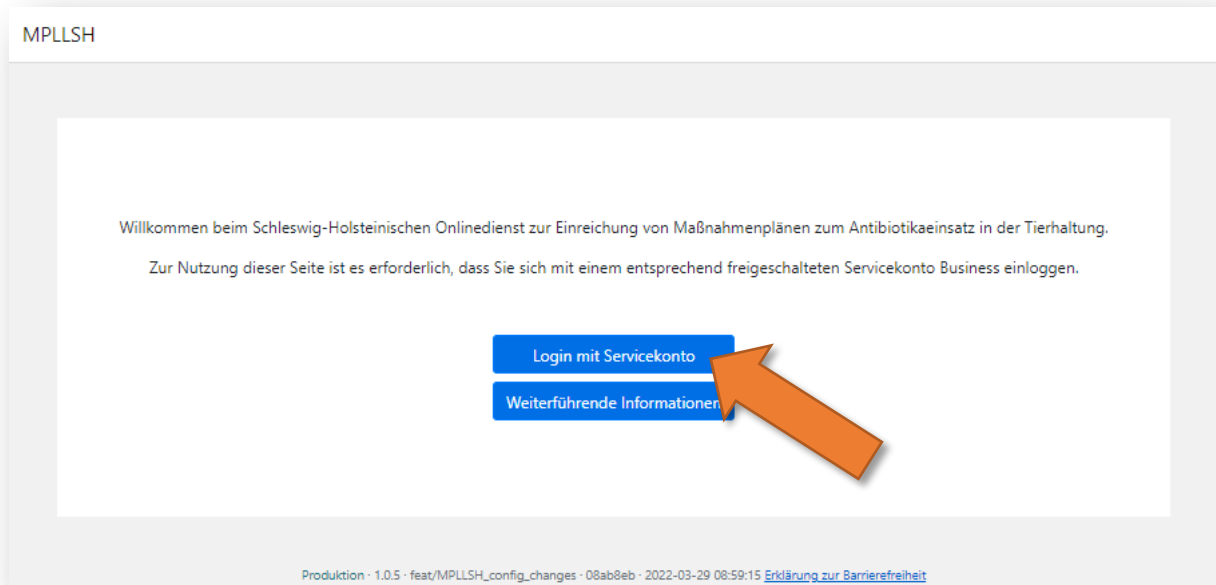 MPLLSH
Willkommen beim Schleswig-Holsteinischen Onlinedienst zur Einreichung von Maßnahmenplänen zum Antibiotikaeinsatz in der Tierhaltung.
Zur Nutzung dieser Seite ist es erforderlich, dass Sie sich mit einem entsprechend freigeschalteten Servicekonto Business einloggen.
Login mit Servicekonto
Weiterführende Informationen
Produktion · 1.0.5 · feat/MPLLSH_config_changes · 08ab8eb · 2022-03-29 08:59:15 Erklärung zur Barrierefreiheit